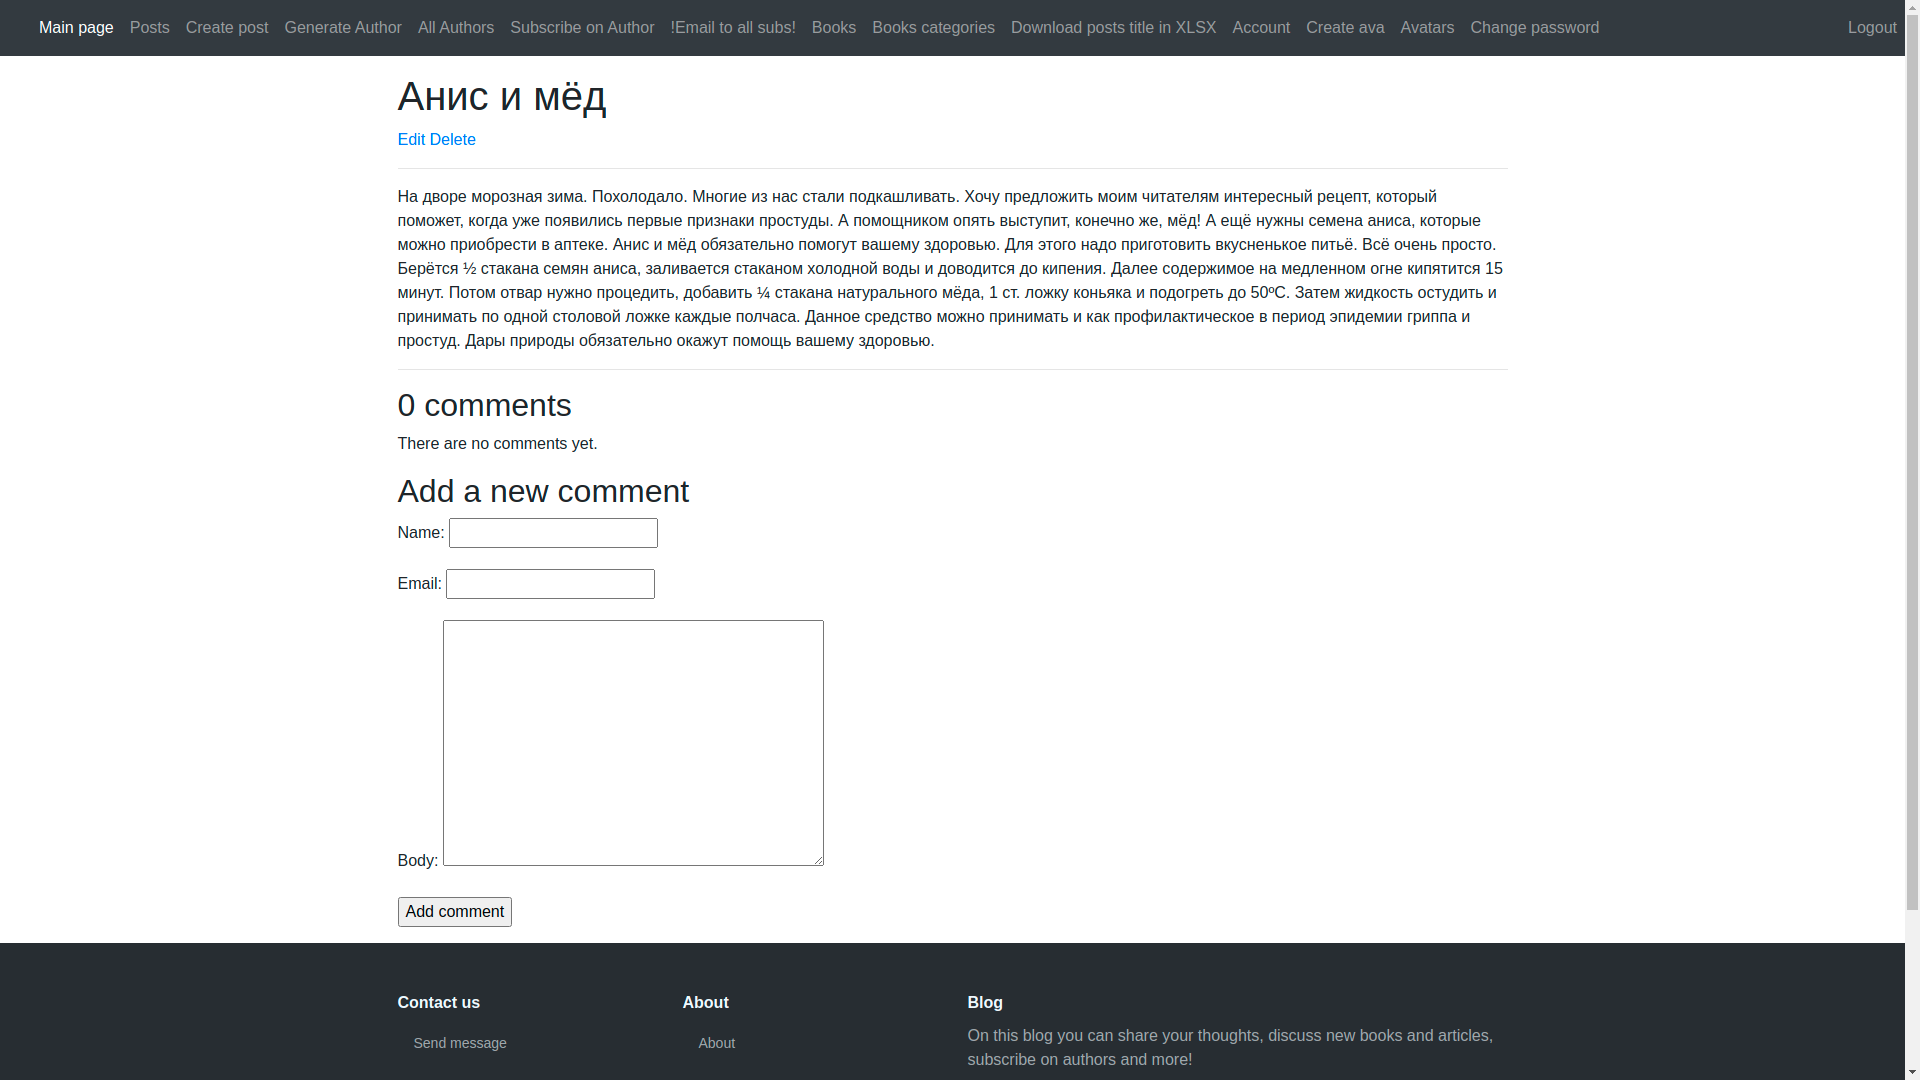 Main page Posts Create post Generate Author All Authors Subscribe on Author !Email to all subs! Books Books categories Download posts title in XLSX Account Create ava Avatars Change password Logout
Анис и мёд
Edit Delete
На дворе морозная зима. Похолодало. Многие из нас стали подкашливать. Хочу предложить моим читателям интересный рецепт, который
поможет, когда уже появились первые признаки простуды. А помощником опять выступит, конечно же, мёд! А ещё нужны семена аниса, которые
можно приобрести в аптеке. Анис и мёд обязательно помогут вашему здоровью. Для этого надо приготовить вкусненькое питьё. Всё очень просто.
Берётся ½ стакана семян аниса, заливается стаканом холодной воды и доводится до кипения. Далее содержимое на медленном огне кипятится 15
минут. Потом отвар нужно процедить, добавить ¼ стакана натурального мёда, 1 ст. ложку коньяка и подогреть до 50ºС. Затем жидкость остудить и
принимать по одной столовой ложке каждые полчаса. Данное средство можно принимать и как профилактическое в период эпидемии гриппа и
простуд. Дары природы обязательно окажут помощь вашему здоровью.
0 comments
There are no comments yet.
Add a new comment
Name:
Email:
Body:
Add comment
Contact us About Blog
Send message About On this blog you can share your thoughts, discuss new books and articles,
subscribe on authors and more!